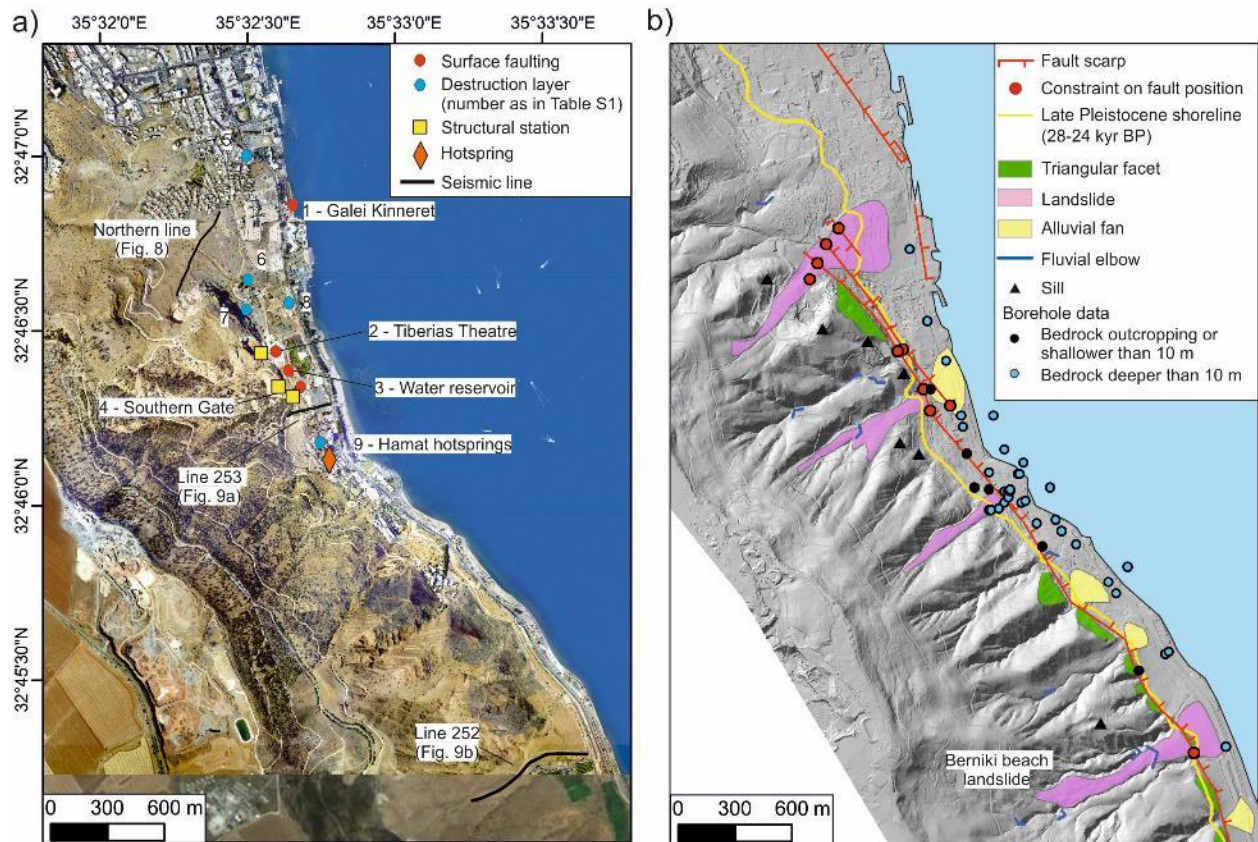 a)
35°32'0"E
35°32'30"E
35°33'0"E
35°33'30"E
Surface faulting
Destruction layer
(number as in Table S1)
Structural station
Hotspring
Seismic line
32°47'0"N
32°46'30"N
32°46'0"N
32°45'30"N
5
1 - Galei Kinneret
Northern line
(Fig. 8)
6
7
8
2 - Tiberias Theatre
3 - Water reservoir
4 - Southern Gate
9 - Hamat hotsprings
Line 253
(Fig. 9a)
Line 252
(Fig. 9b)
0 300 600 m
b)
Fault scarp
Constraint on fault position
Late Pleistocene shoreline
(28-24 kyr BP)
Triangular facet
Landslide
Alluvial fan
Fluvial elbow
Sill
Borehole data
Bedrock outcropping or
shallower than 10 m
Bedrock deeper than 10 m
Berniki beach
landslide
0 300 600 m